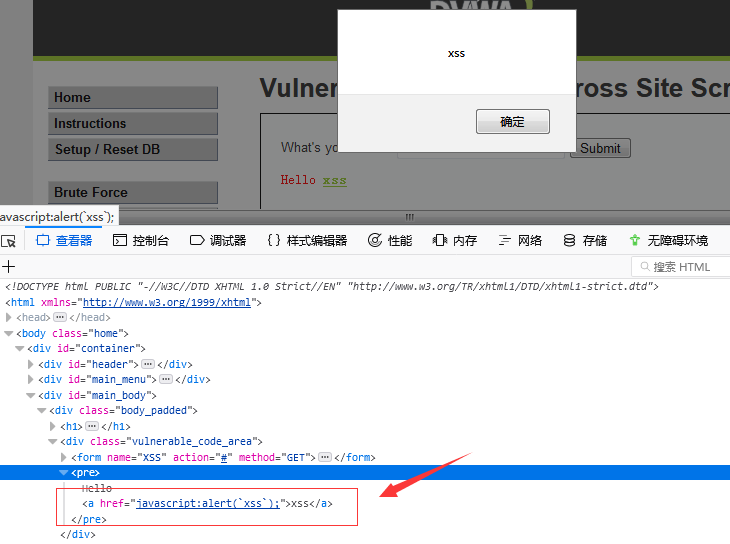 xss
确定
Home
Instructions
Setup / Reset DB
Brute Force
Vulner
ross Site Scr
What's yo
Submit
Hello xss
avascript:alert(`xss`);
查看器 控制台 调试器 {} 样式编辑器 性能 内存 网络 存储 无障碍环境
+ 搜索 HTML
<!DOCTYPE html PUBLIC "-//W3C//DTD XHTML 1.0 Strict//EN" "http://www.w3.org/TR/xhtml1/DTD/xhtml1-strict.dtd">
<html xmlns="http://www.w3.org/1999/xhtml">
<head>…</head>
<body class="home">
<div id="container">
<div id="header">…</div>
<div id="main_menu">…</div>
<div id="main_body">
<div class="body_padded">
<h1>…</h1>
<div class="vulnerable_code_area">
<form name="XSS" action="#" method="GET">…</form>
<pre>
Hello
<a href="javascript:alert(`xss`);">xss</a>
</pre>
</div>